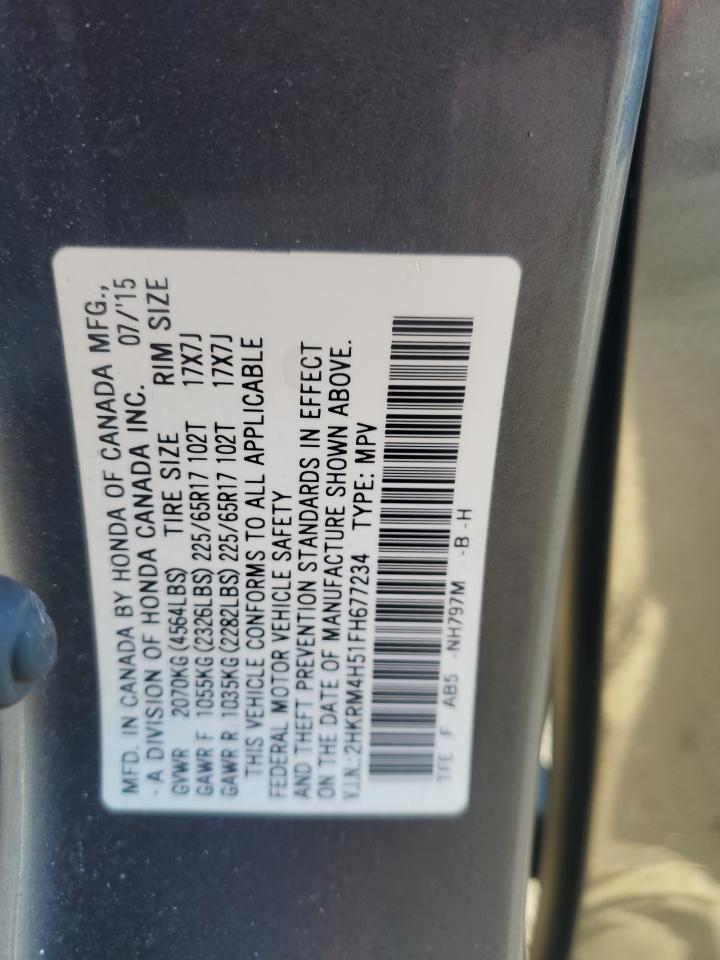 MFD. IN CANADA BY HONDA OF CANADA MFG.,
- A DIVISION OF HONDA CANADA INC. 07/'15
GVWR 2070KG(4564LBS) TIRE SIZE RIM SIZE
GAWR F 1055KG(2326LBS) 225/65R17 102T 17X7J
GAWR R 1035KG(2282LBS) 225/65R17 102T 17X7J
THIS VEHICLE CONFORMS TO ALL APPLICABLE
FEDERAL MOTOR VEHICLE SAFETY
AND THEFT PREVENTION STANDARDS IN EFFECT
ON THE DATE OF MANUFACTURE SHOWN ABOVE.
V.I.N.:2HKRM4H51FH677234 TYPE: MPV
TFE F AB5 -NH797M -B -H